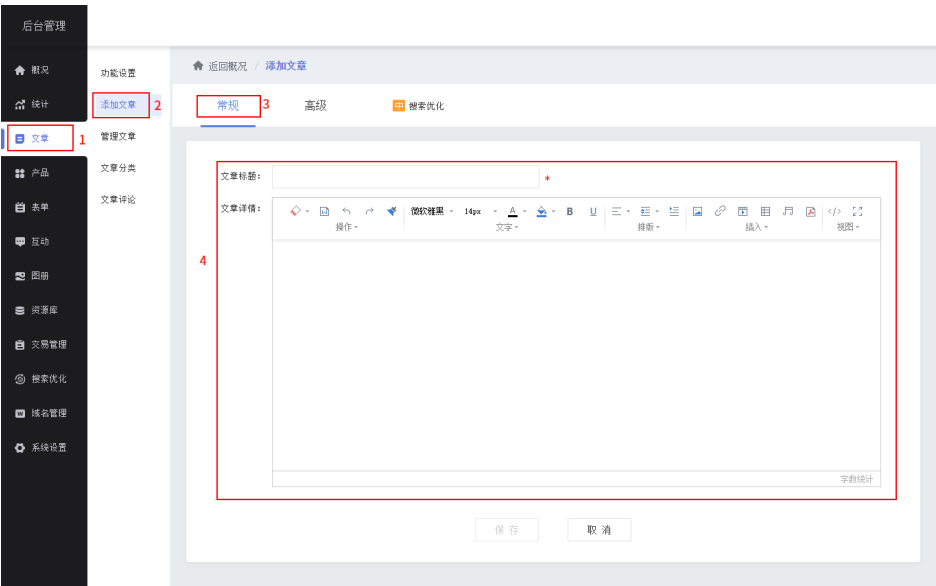 后台管理
概况
统计
文章
1
产品
表单
互动
图册
资源库
交易管理
搜索优化
域名管理
系统设置
功能设置
添加文章
2
管理文章
文章分类
文章评论
返回概况 / 添加文章
常规
3
高级
中 搜索优化
文章标题：
*
文章详情：
微软雅黑 14px A B U
操作 文字 排版 插入 视图
4
字数统计
保存
取消